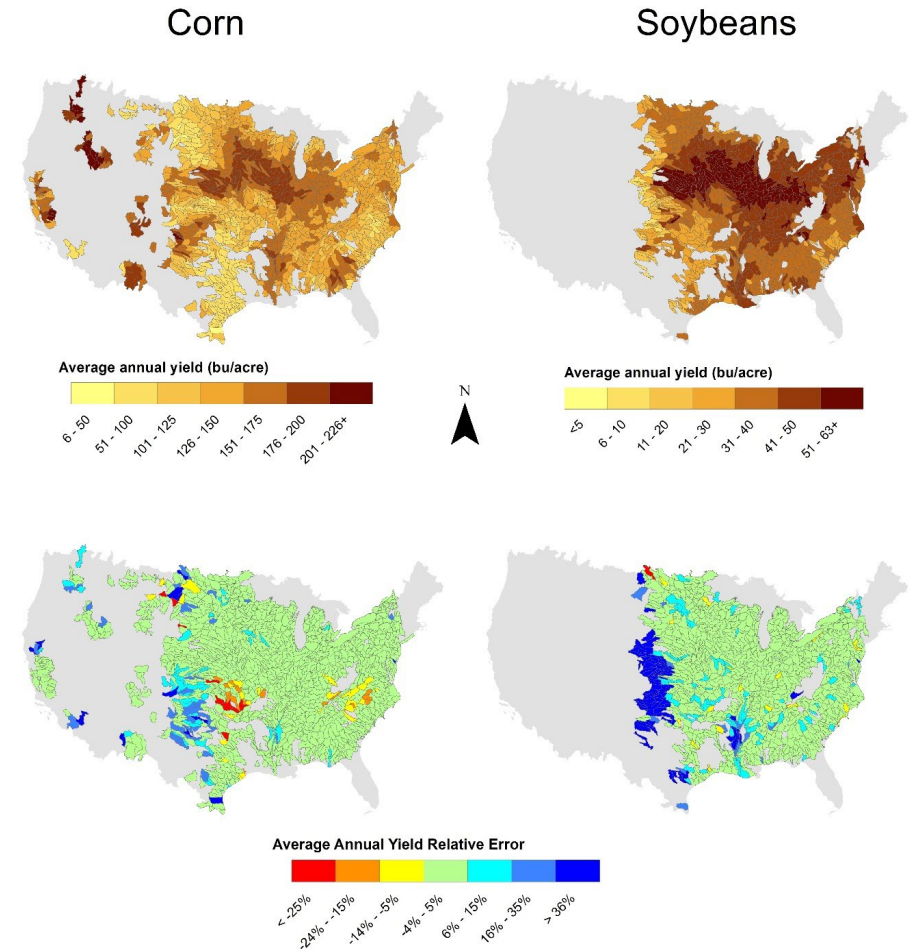 Corn
Soybeans
Average annual yield (bu/acre)
6 - 50
51 - 100
101 - 125
126 - 150
151 - 175
176 - 200
201 - 226+
N
Average annual yield (bu/acre)
<5
6 - 10
11 - 20
21 - 30
31 - 40
41 - 50
51 - 63+
Average Annual Yield Relative Error
< -25%
-24% - -15%
-14% - -5%
-4% - 5%
6% - 15%
16% - 35%
> 36%